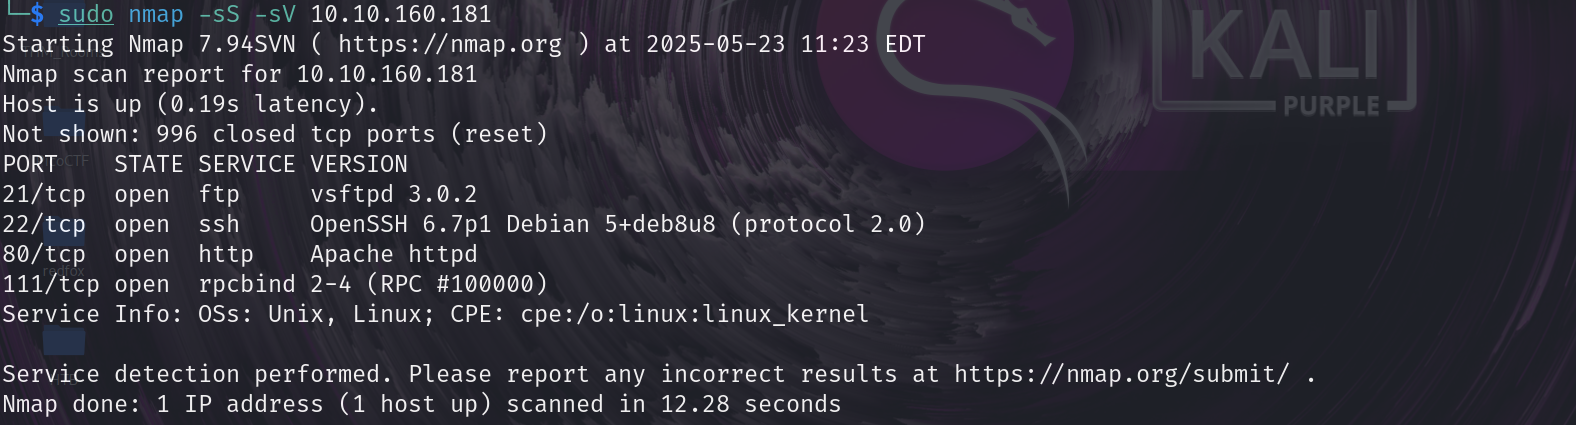 └─$ sudo nmap -sS -sV 10.10.160.181
Starting Nmap 7.94SVN ( https://nmap.org ) at 2025-05-23 11:23 EDT
Nmap scan report for 10.10.160.181
Host is up (0.19s latency).
Not shown: 996 closed tcp ports (reset)
PORT    STATE SERVICE VERSION
21/tcp  open  ftp     vsftpd 3.0.2
22/tcp  open  ssh     OpenSSH 6.7p1 Debian 5+deb8u8 (protocol 2.0)
80/tcp  open  http    Apache httpd
111/tcp open  rpcbind 2-4 (RPC #100000)
Service Info: OSs: Unix, Linux; CPE: cpe:/o:linux:linux_kernel
Service detection performed. Please report any incorrect results at https://nmap.org/submit/ .
Nmap done: 1 IP address (1 host up) scanned in 12.28 seconds
KALI
PURPLE
redfox